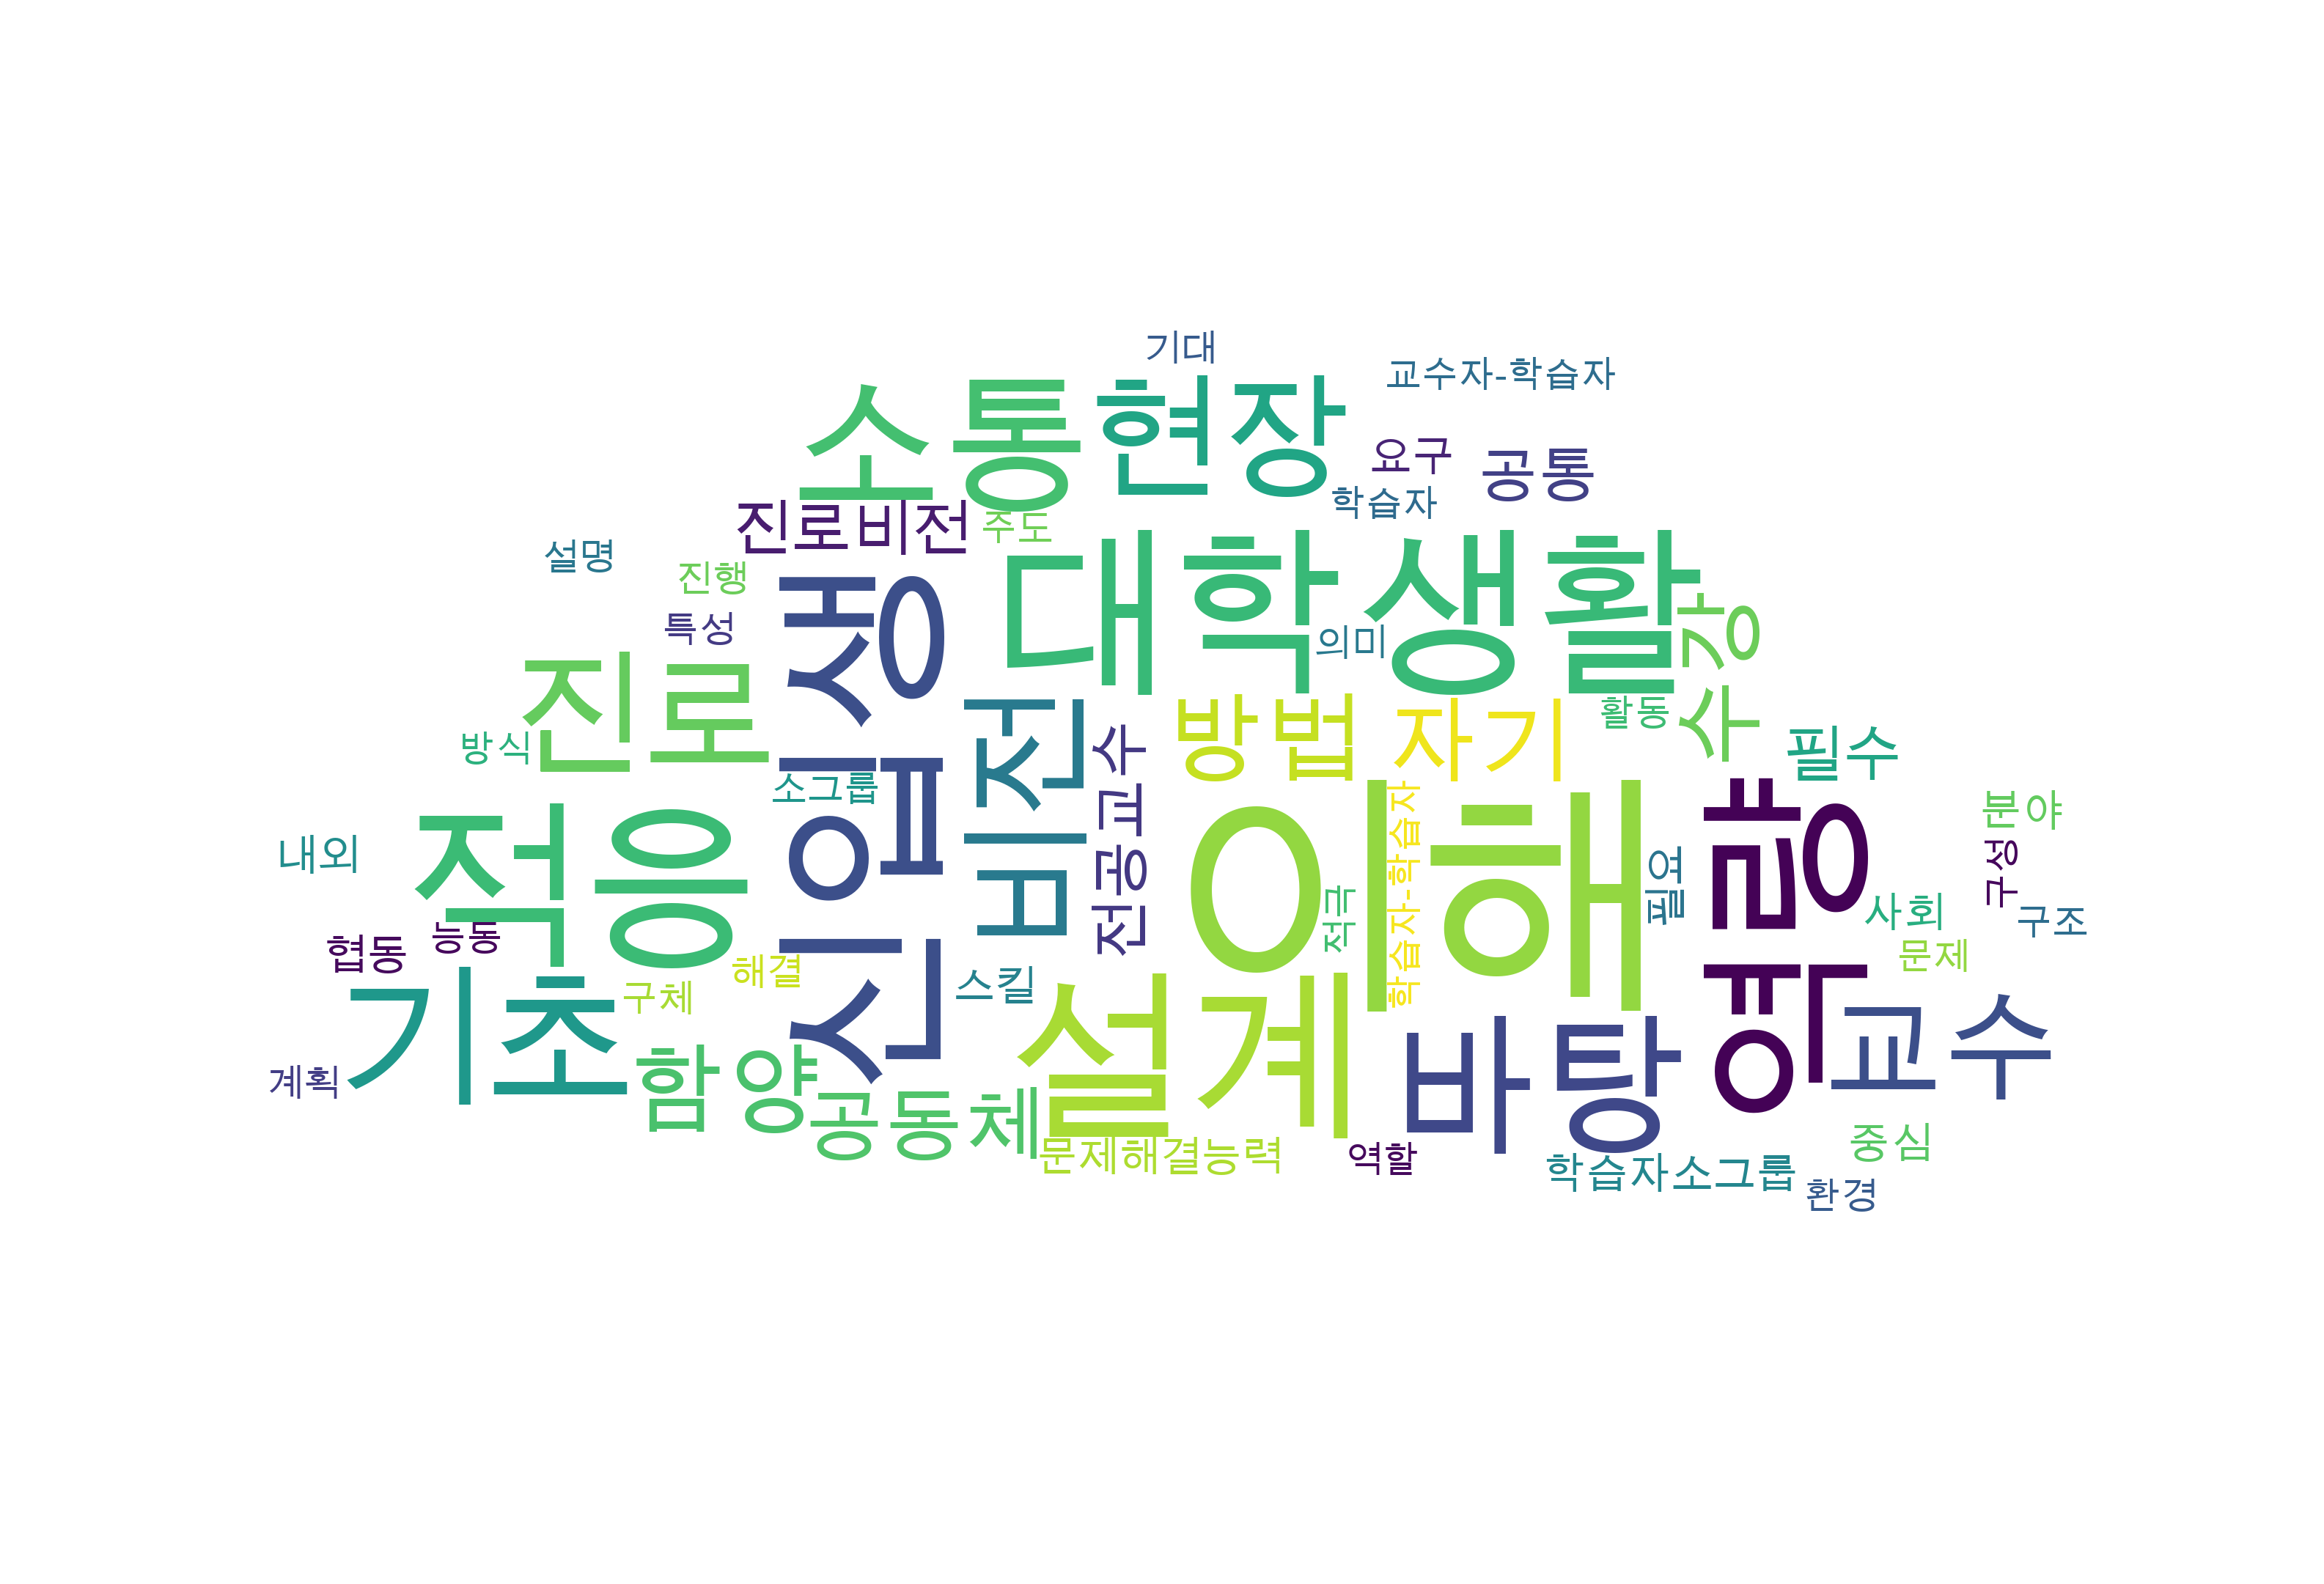 기대
교수자-학습자
소통
현장
요구
공통
학습자
진로비전
주도
설명
진행
특성
대학생활
의미
신입생
진로
수강
방법
자기
활동
비전
전공교수
방식
필수
소그룹
이해
학습자-학습자
역량
분야
내외
적응
필요
구성
적극
사회
구조
협동
능동
문제
해결
구체
스킬
기초
설계
바탕
교수
계획
함양
공동체
문제해결능력
역할
학습자소그룹
중심
환경